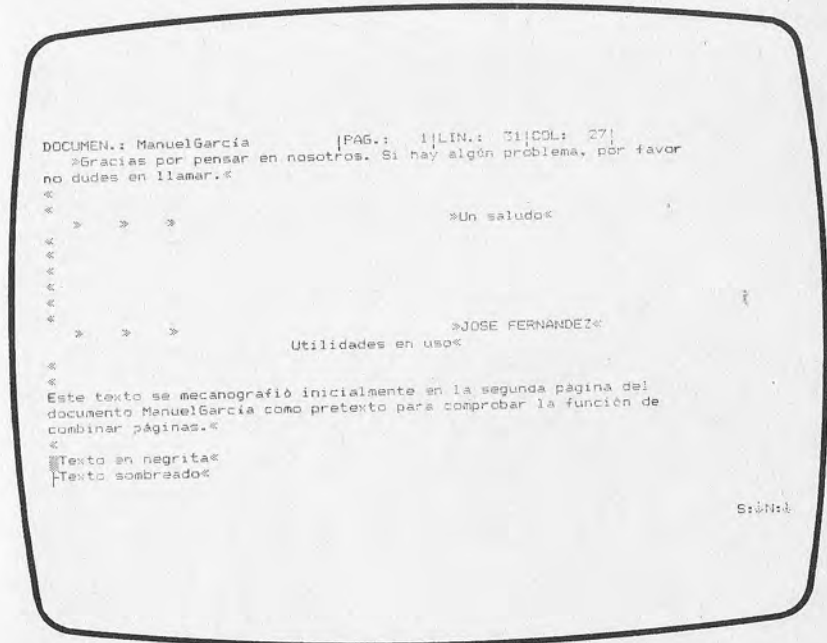 DOCUMEN.: ManuelGarcía |PAG.: 1|LIN.: 31|COL: 27|
»Gracias por pensar en nosotros. Si hay algún problema, por favor
no dudes en llamar.«
«
«
» » » »Un saludo«
«
«
«
«
«
«
» » » »JOSE FERNANDEZ«
Utilidades en uso«
«
«
Este texto se mecanografió inicialmente en la segunda página del
documento ManuelGarcía como pretexto para comprobar la función de
combinar páginas.«
«
Texto en negrita«
Texto sombreado«
S:↓N:↓